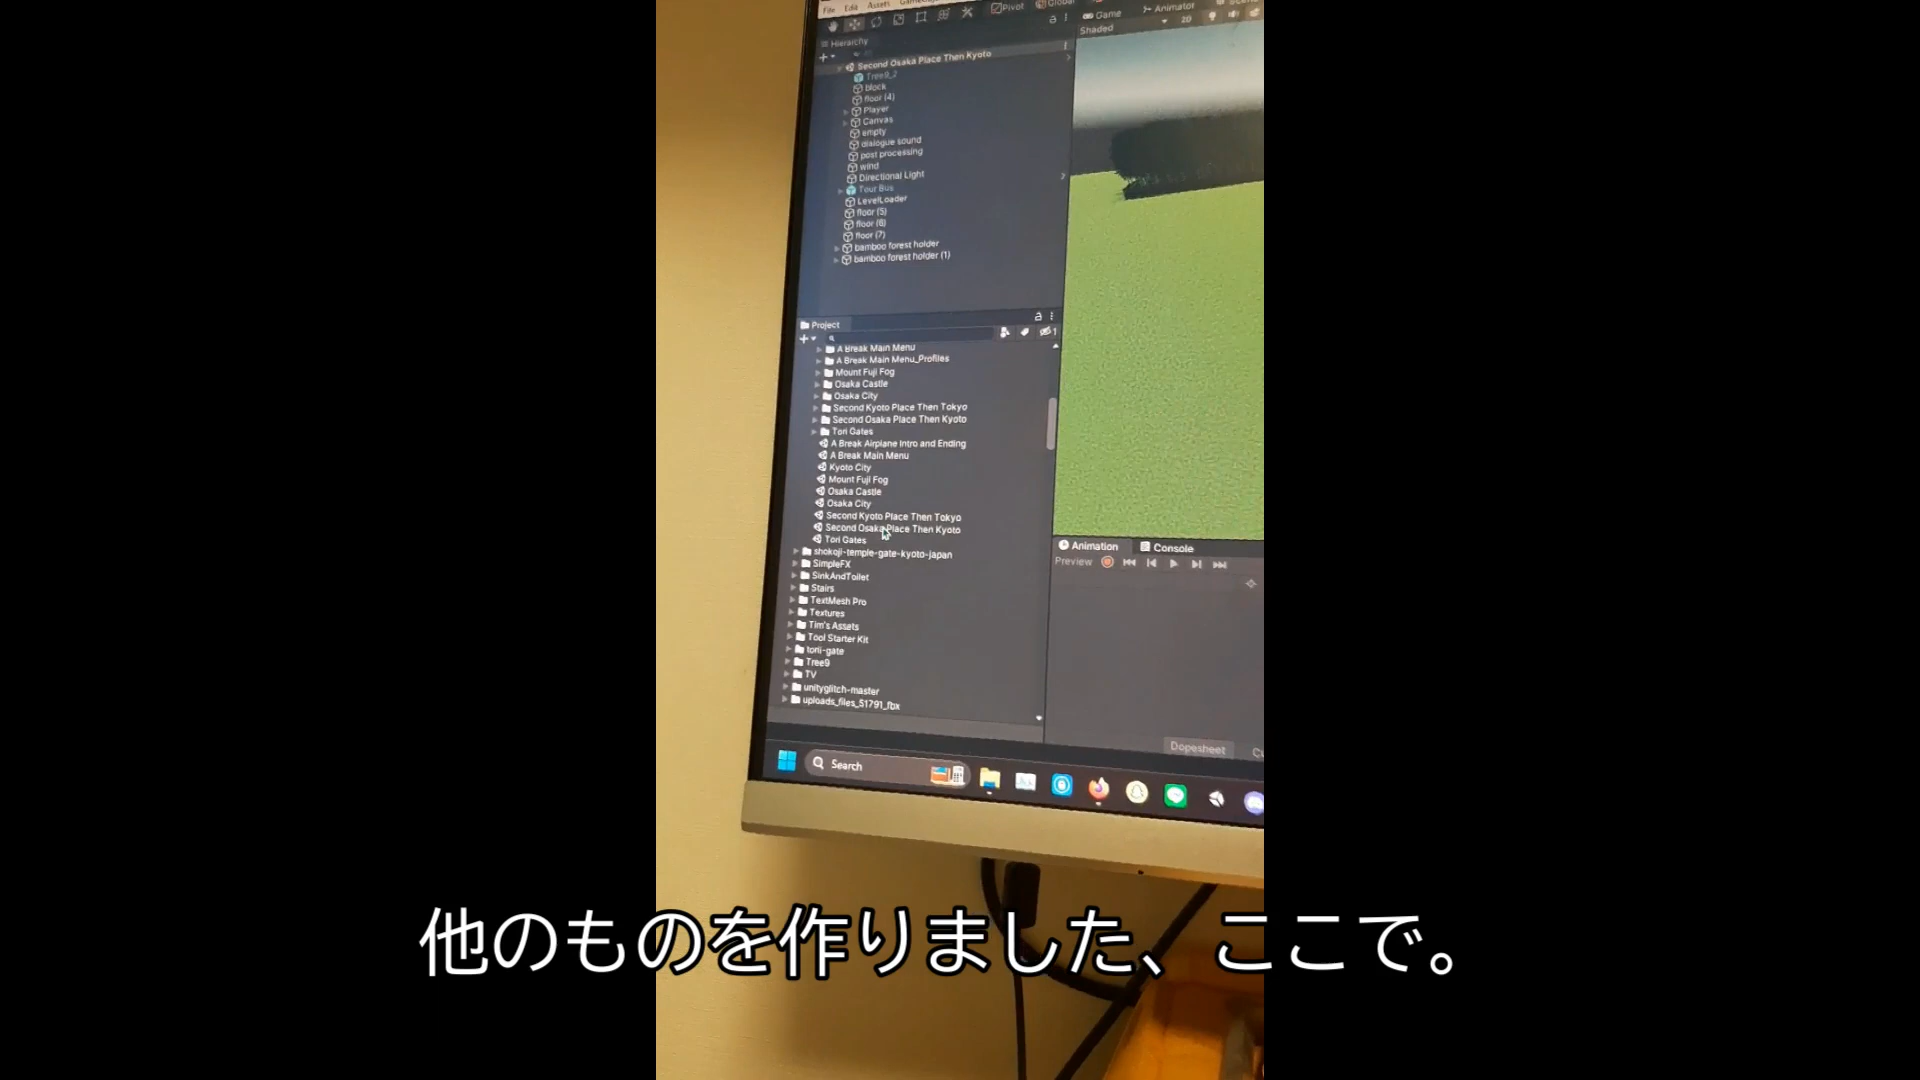 File Edit Assets
Pivot Global
Hierarchy
Second Osaka Place Then Kyoto
Tree9_2
block
floor (4)
Player
Canvas
empty
dialogue sound
post processing
wind
Directional Light
Tour Bus
LevelLoader
floor (5)
floor (6)
floor (7)
bamboo forest holder
bamboo forest holder (1)
Game Animator
Shaded 2D
Project
1
A Break Main Menu
A Break Main Menu_Profiles
Mount Fuji Fog
Osaka Castle
Osaka City
Second Kyoto Place Then Tokyo
Second Osaka Place Then Kyoto
Tori Gates
A Break Airplane Intro and Ending
A Break Main Menu
Kyoto City
Mount Fuji Fog
Osaka Castle
Osaka City
Second Kyoto Place Then Tokyo
Second Osaka Place Then Kyoto
Tori Gates
shokoji-temple-gate-kyoto-japan
SimpleFX
SinkAndToilet
Stairs
TextMesh Pro
Textures
Tim's Assets
Tool Starter Kit
torii-gate
Tree9
TV
unityglitch-master
uploads_files_51791_fbx
Animation Console
Preview
Dopesheet
Search
他のものを作りました、ここで。